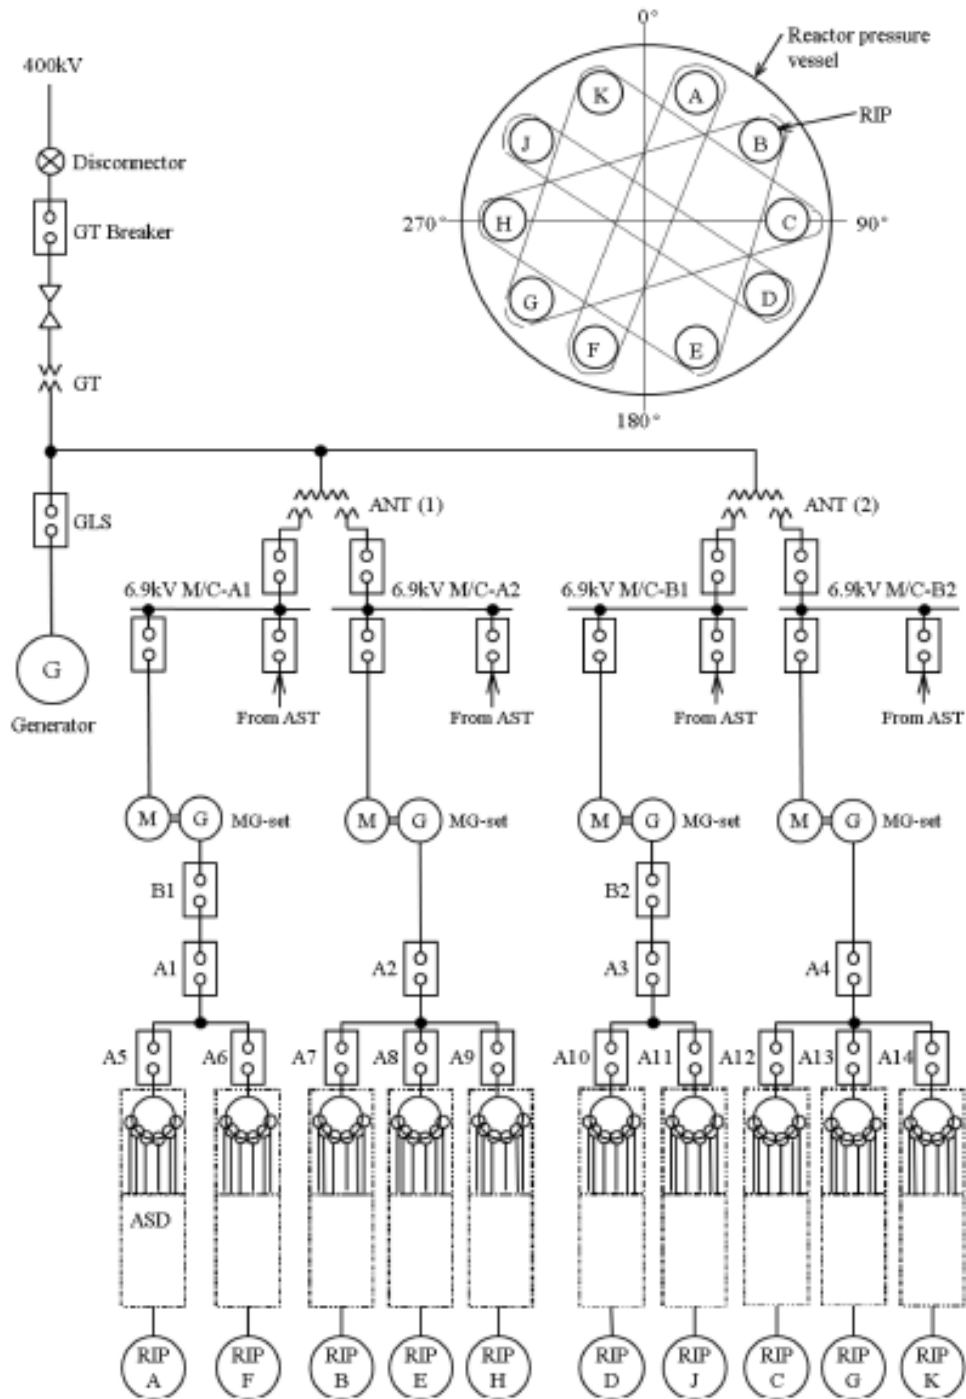 0°
Reactor pressure
vessel
400kV
K
A
RIP
J
B
Disconnector
270°
H
C
90°
GT Breaker
G
D
F
E
GT
180°
ANT (1)
ANT (2)
GLS
6.9kV M/C-A1
6.9kV M/C-A2
6.9kV M/C-B1
6.9kV M/C-B2
G
Generator
From AST
From AST
From AST
From AST
M
G
MG-set
M
G
MG-set
M
G
MG-set
M
G
MG-set
B1
B2
A1
A2
A3
A4
A5
A6
A7
A8
A9
A10
A11
A12
A13
A14
ASD
RIP
A
RIP
F
RIP
B
RIP
E
RIP
H
RIP
D
RIP
J
RIP
C
RIP
G
RIP
K